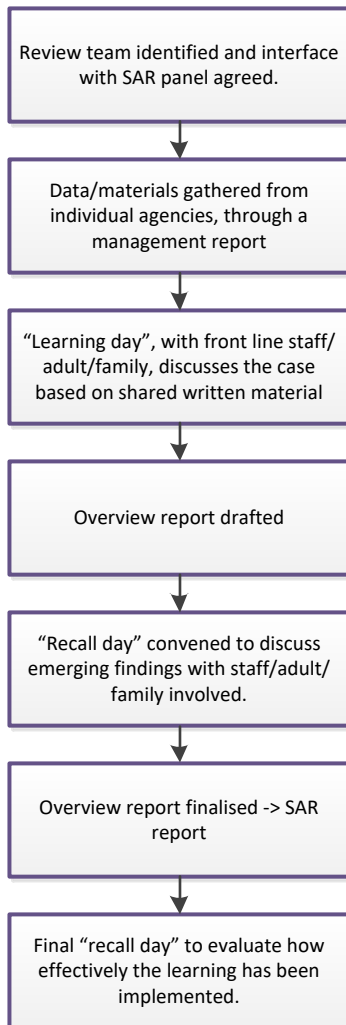 Review team identified and interface
with SAR panel agreed.
Data/materials gathered from
individual agencies, through a
management report
“Learning day”, with front line staff/
adult/family, discusses the case
based on shared written material
Overview report drafted
“Recall day” convened to discuss
emerging findings with staff/adult/
family involved.
Overview report finalised -> SAR
report
Final “recall day” to evaluate how
effectively the learning has been
implemented.